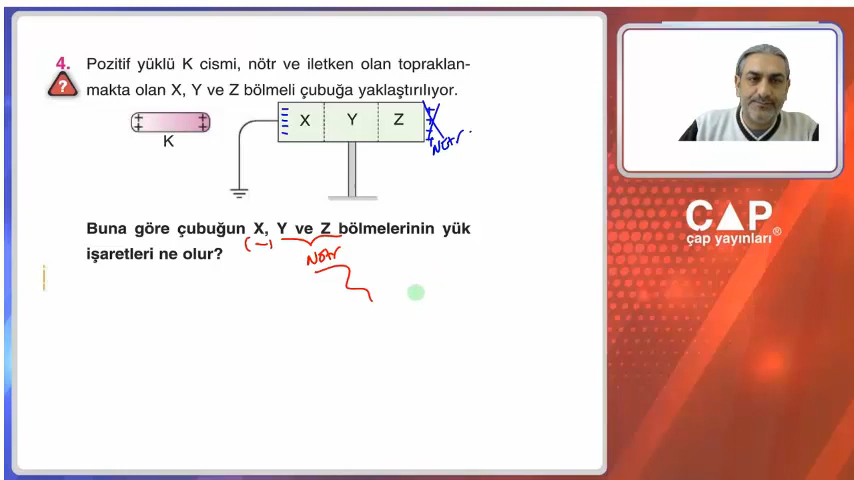 4. Pozitif yüklü K cismi, nötr ve iletken olan topraklan-
makta olan X, Y ve Z bölmeli çubuğa yaklaştırılıyor.
?
+ +
+ +
K
X Y Z
Nötr
Buna göre çubuğun X, Y ve Z bölmelerinin yük
(-)
işaretleri ne olur?
Nötr
ÇAP
çap yayınları®